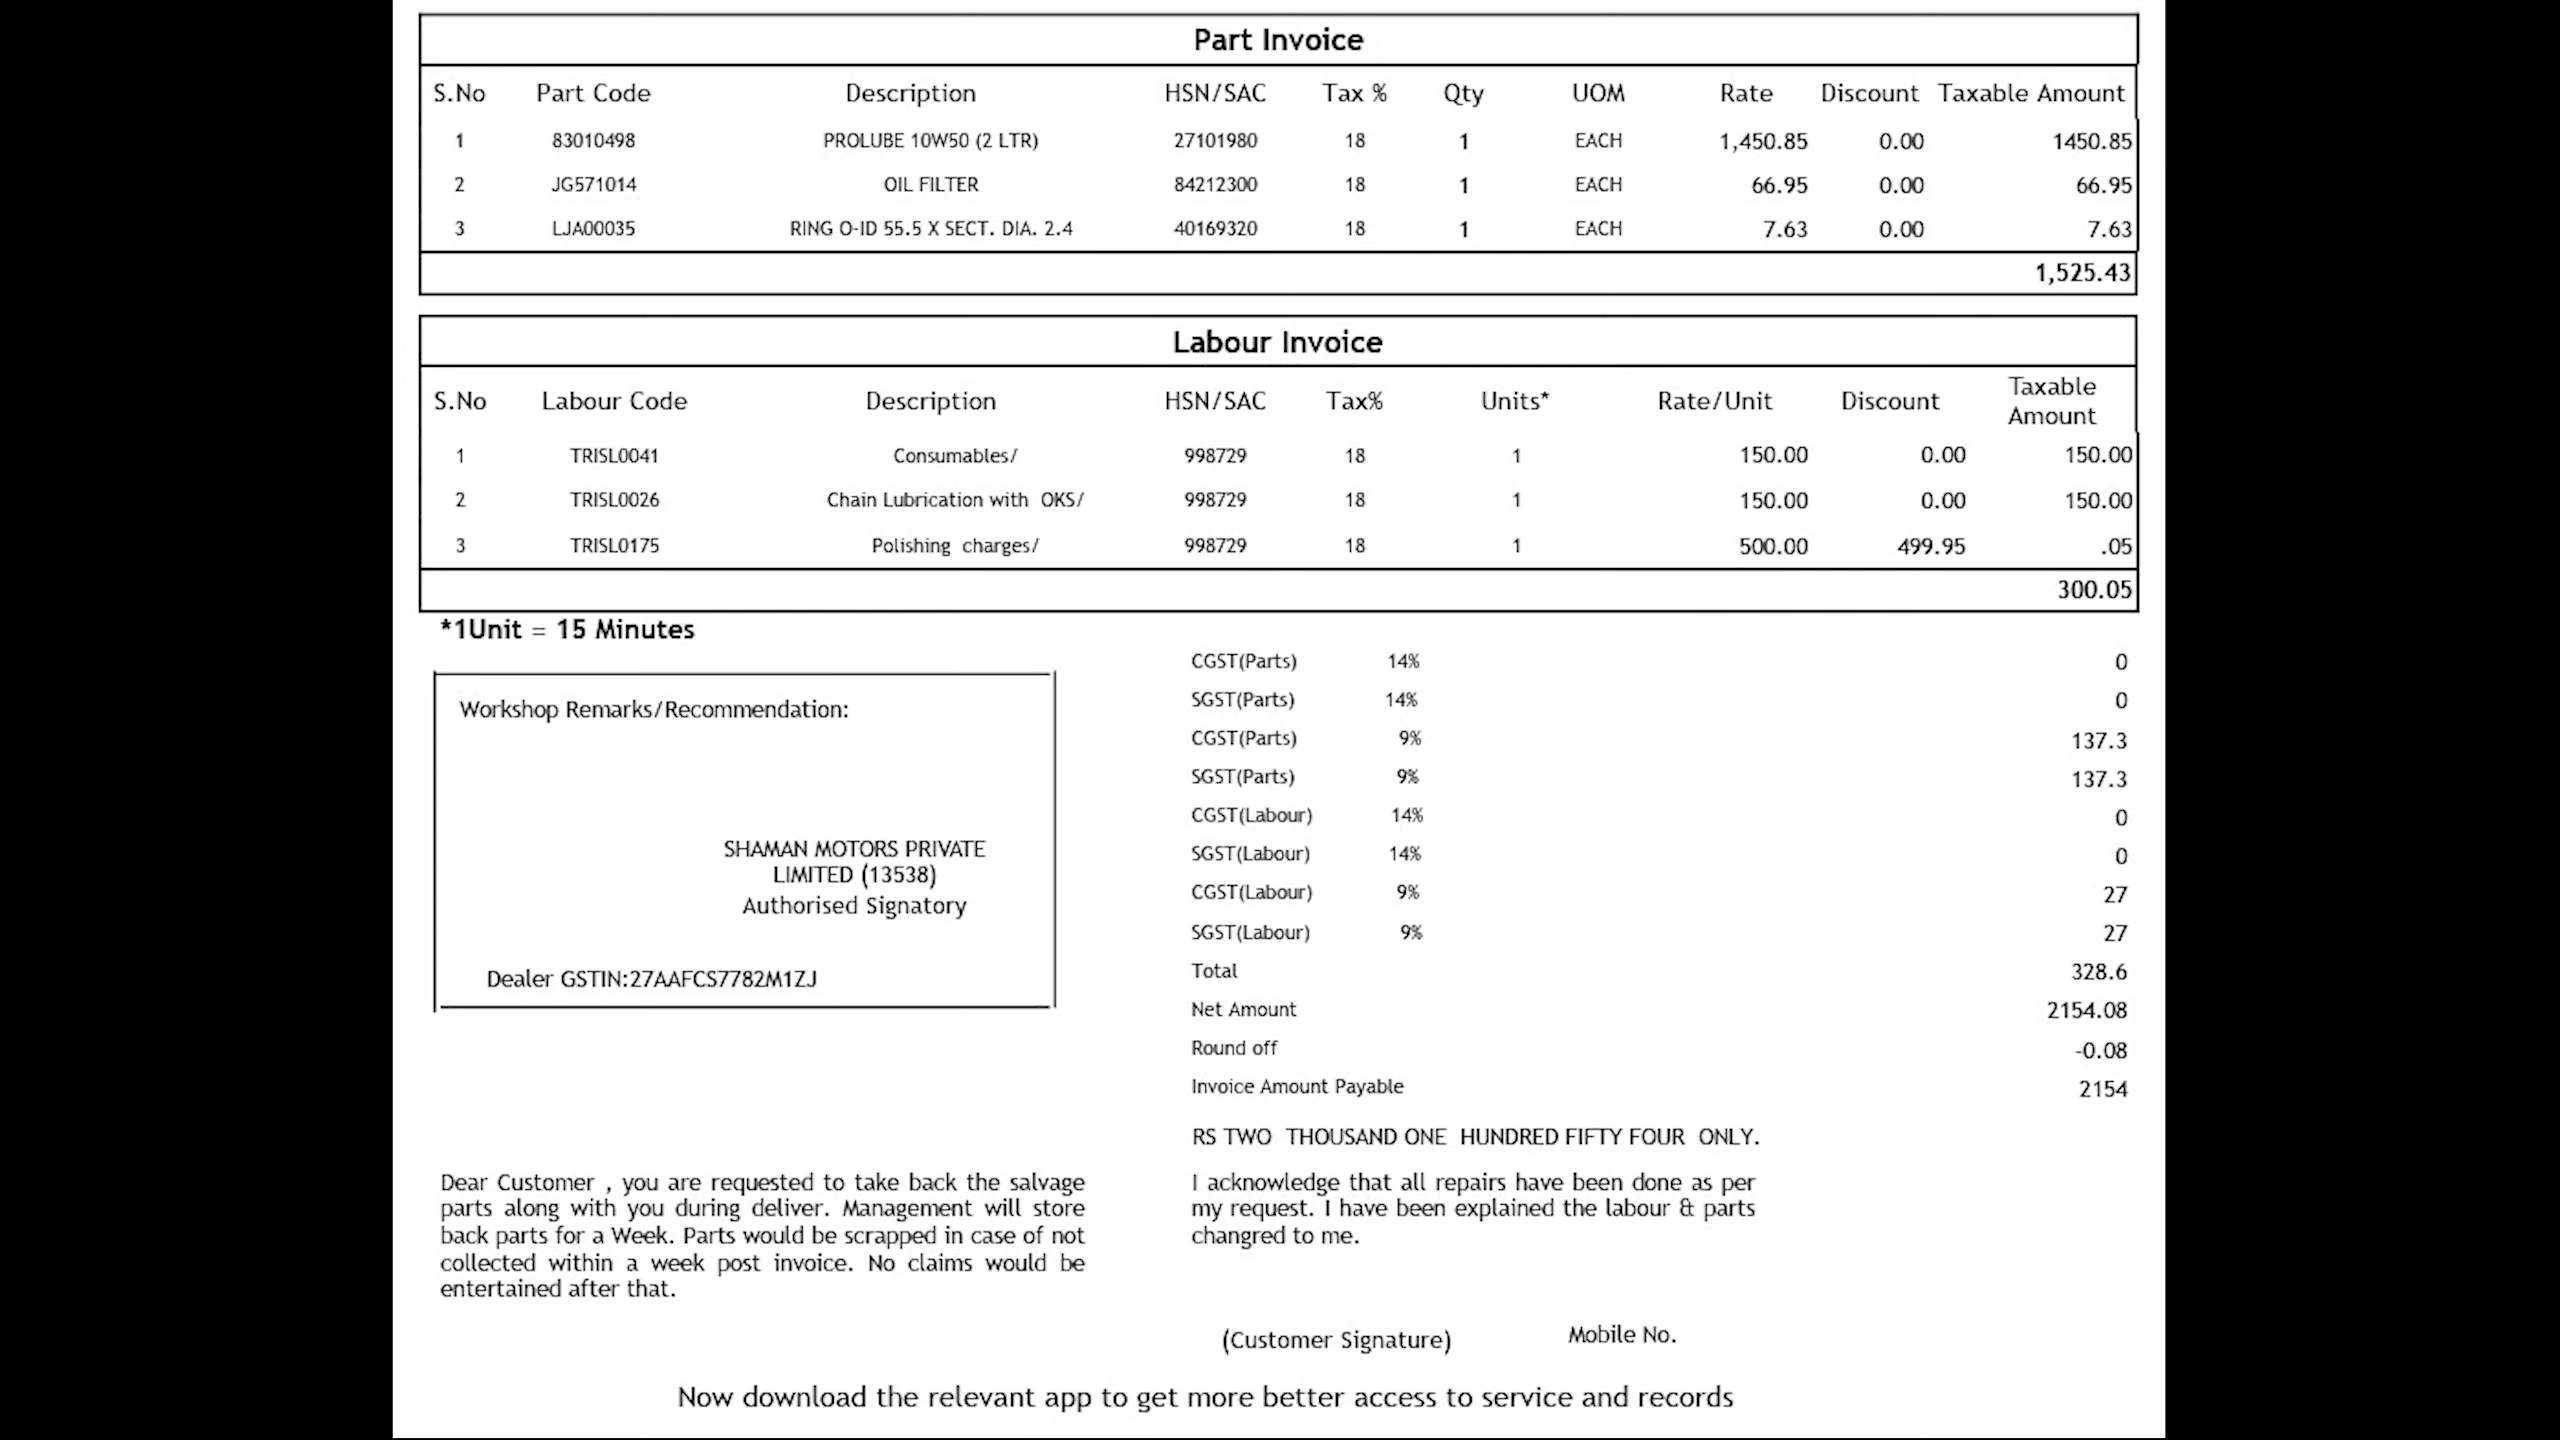 Part Invoice
S.No Part Code Description HSN/SAC Tax % Qty UOM Rate Discount Taxable Amount
1 83010498 PROLUBE 10W50 (2 LTR) 27101980 18 1 EACH 1,450.85 0.00 1450.85
2 JG571014 OIL FILTER 84212300 18 1 EACH 66.95 0.00 66.95
3 LJA00035 RING O-ID 55.5 X SECT. DIA. 2.4 40169320 18 1 EACH 7.63 0.00 7.63
1,525.43
Labour Invoice
S.No Labour Code Description HSN/SAC Tax% Units* Rate/Unit Discount Taxable
Amount
1 TRISL0041 Consumables/ 998729 18 1 150.00 0.00 150.00
2 TRISL0026 Chain Lubrication with OKS/ 998729 18 1 150.00 0.00 150.00
3 TRISL0175 Polishing charges/ 998729 18 1 500.00 499.95 .05
300.05
*1Unit = 15 Minutes
Workshop Remarks/Recommendation:
SHAMAN MOTORS PRIVATE
LIMITED (13538)
Authorised Signatory
Dealer GSTIN:27AAFCS7782M1ZJ
CGST(Parts) 14% 0
SGST(Parts) 14% 0
CGST(Parts) 9% 137.3
SGST(Parts) 9% 137.3
CGST(Labour) 14% 0
SGST(Labour) 14% 0
CGST(Labour) 9% 27
SGST(Labour) 9% 27
Total 328.6
Net Amount 2154.08
Round off -0.08
Invoice Amount Payable 2154
RS TWO THOUSAND ONE HUNDRED FIFTY FOUR ONLY.
Dear Customer , you are requested to take back the salvage
parts along with you during deliver. Management will store
back parts for a Week. Parts would be scrapped in case of not
collected within a week post invoice. No claims would be
entertained after that.
I acknowledge that all repairs have been done as per
my request. I have been explained the labour & parts
changred to me.
(Customer Signature) Mobile No.
Now download the relevant app to get more better access to service and records